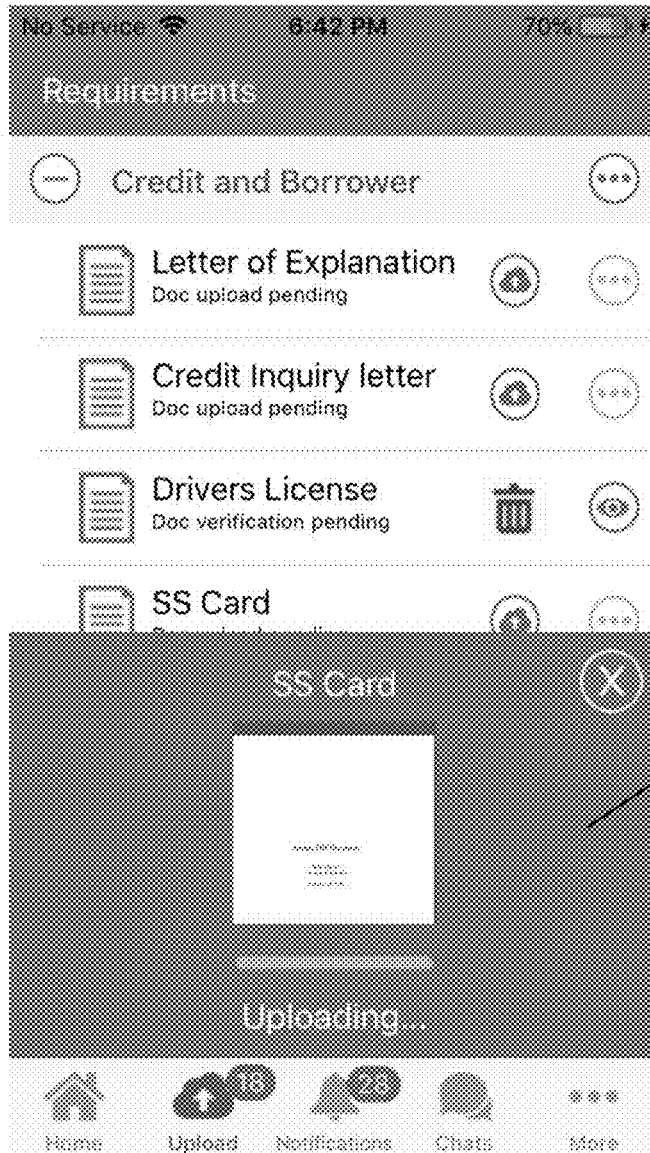 No Service 6:42 PM 70%
Requirements
Credit and Borrower
Letter of Explanation
Doc upload pending
Credit Inquiry letter
Doc upload pending
Drivers License
Doc verification pending
SS Card
SS Card
X
Uploading...
18 28
Home Upload Notifications Chats More